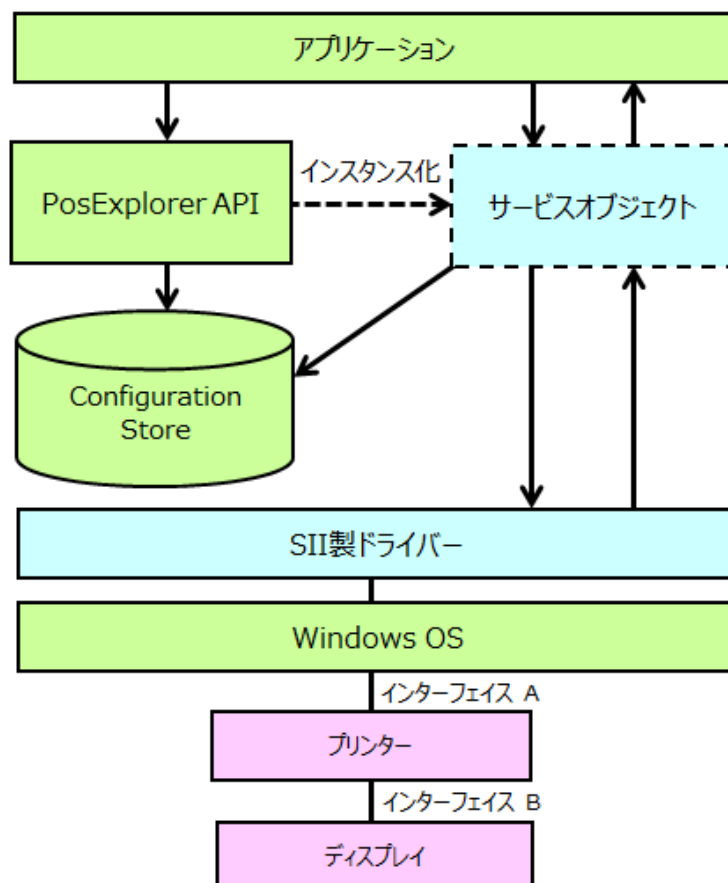 アプリケーション
PosExplorer API
インスタンス化
サービスオブジェクト
Configuration
Store
SII製ドライバー
Windows OS
インターフェイス A
プリンター
インターフェイス B
ディスプレイ